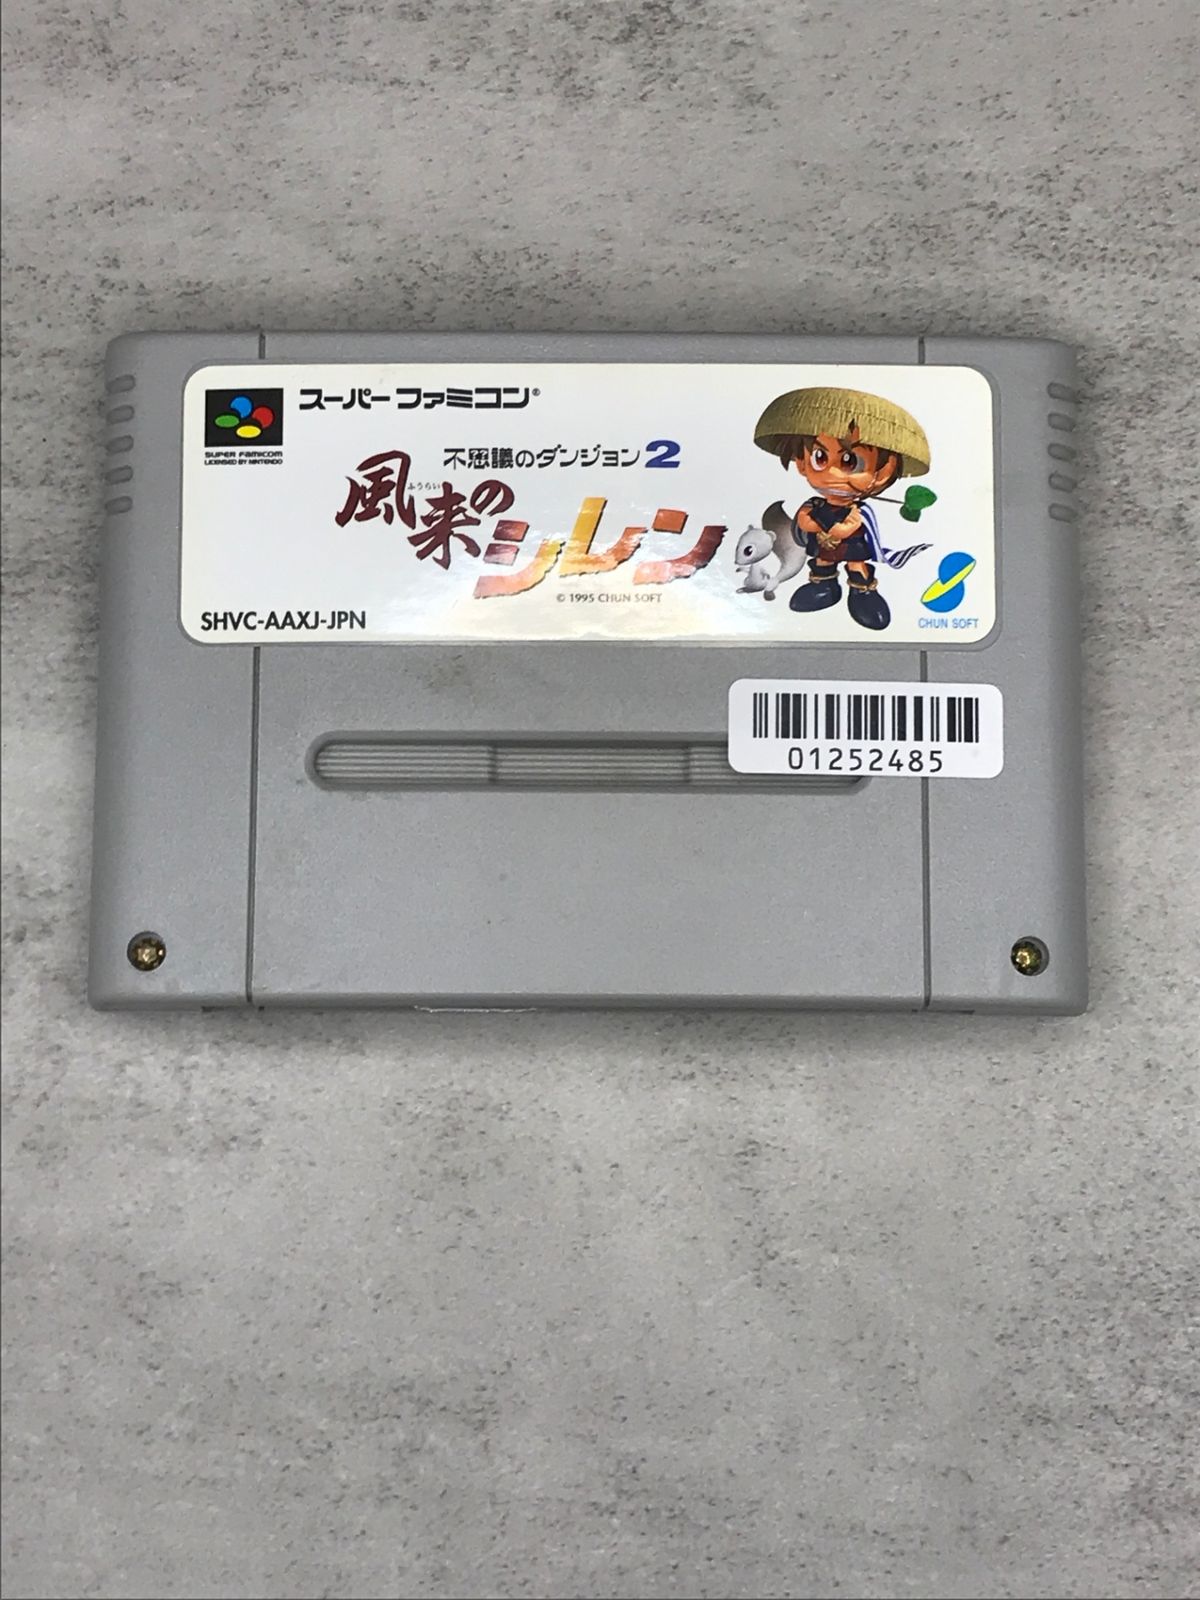 スーパーファミコン®
SUPER FAMICOM
LICENSED BY NINTENDO
不思議のダンジョン2
ふうらい
風来の
シレン
© 1995 CHUN SOFT
SHVC-AAXJ-JPN
CHUN SOFT
01252485